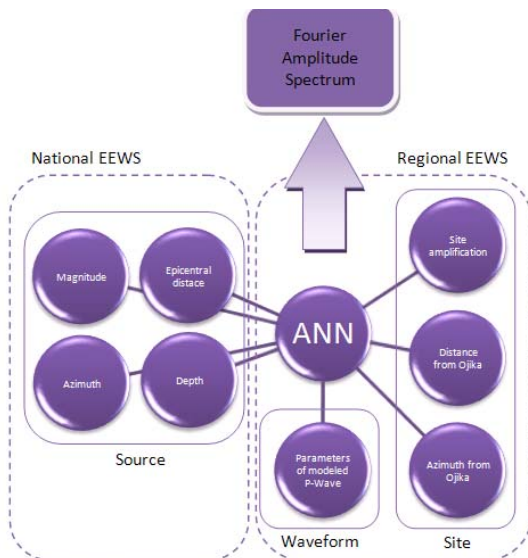 Fourier
Amplitude
Spectrum
National EEWS
Regional EEWS
Magnitude
Epicentral
distace
Azimuth
Depth
Source
ANN
Parameters
of modeled
P-Wave
Waveform
Site
amplification
Distance
from Ojika
Azimuth from
Ojika
Site